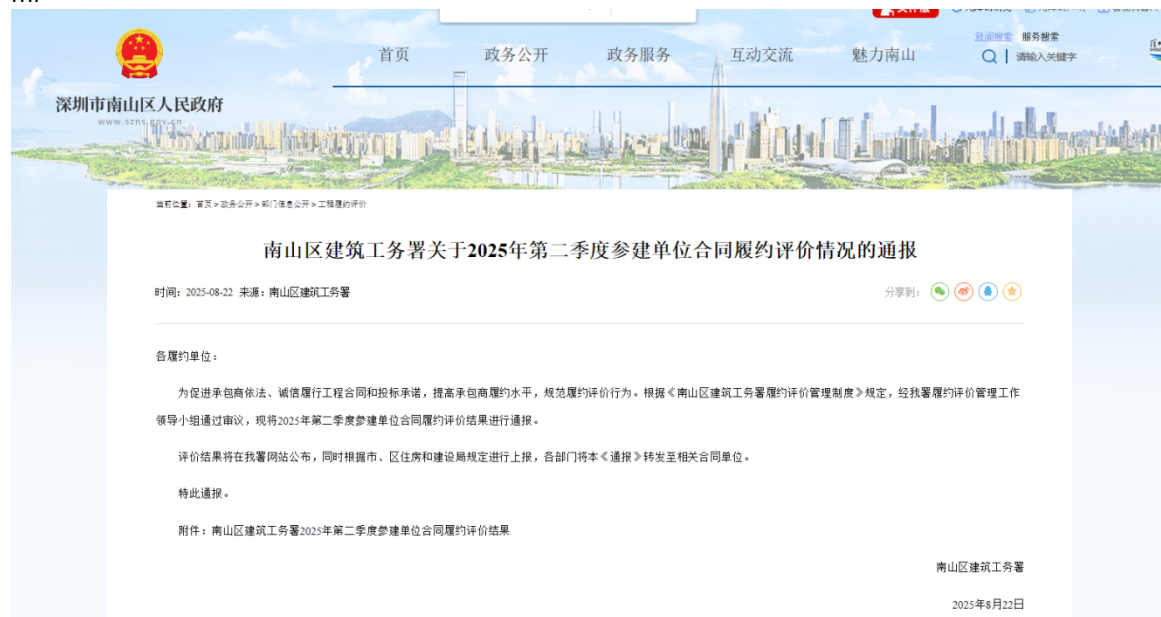 首页 政务公开 政务服务 互动交流 魅力南山
新闻搜索 服务搜索
请输入关键字
深圳市南山区人民政府
www.szns.gov.cn
当前位置：首页>政务公开>部门信息公开>工程履约评价
南山区建筑工务署关于2025年第二季度参建单位合同履约评价情况的通报
时间：2025-08-22 来源：南山区建筑工务署
分享到：
各履约单位：
为促进承包商依法、诚信履行工程合同和投标承诺，提高承包商履约水平，规范履约评价行为。根据《南山区建筑工务署履约评价管理制度》规定，经我署履约评价管理工作
领导小组通过审议，现将2025年第二季度参建单位合同履约评价结果进行通报。
评价结果将在我署网站公布，同时根据市、区住房和建设局规定进行上报，各部门将本《通报》转发至相关合同单位。
特此通报。
附件：南山区建筑工务署2025年第二季度参建单位合同履约评价结果
南山区建筑工务署
2025年8月22日